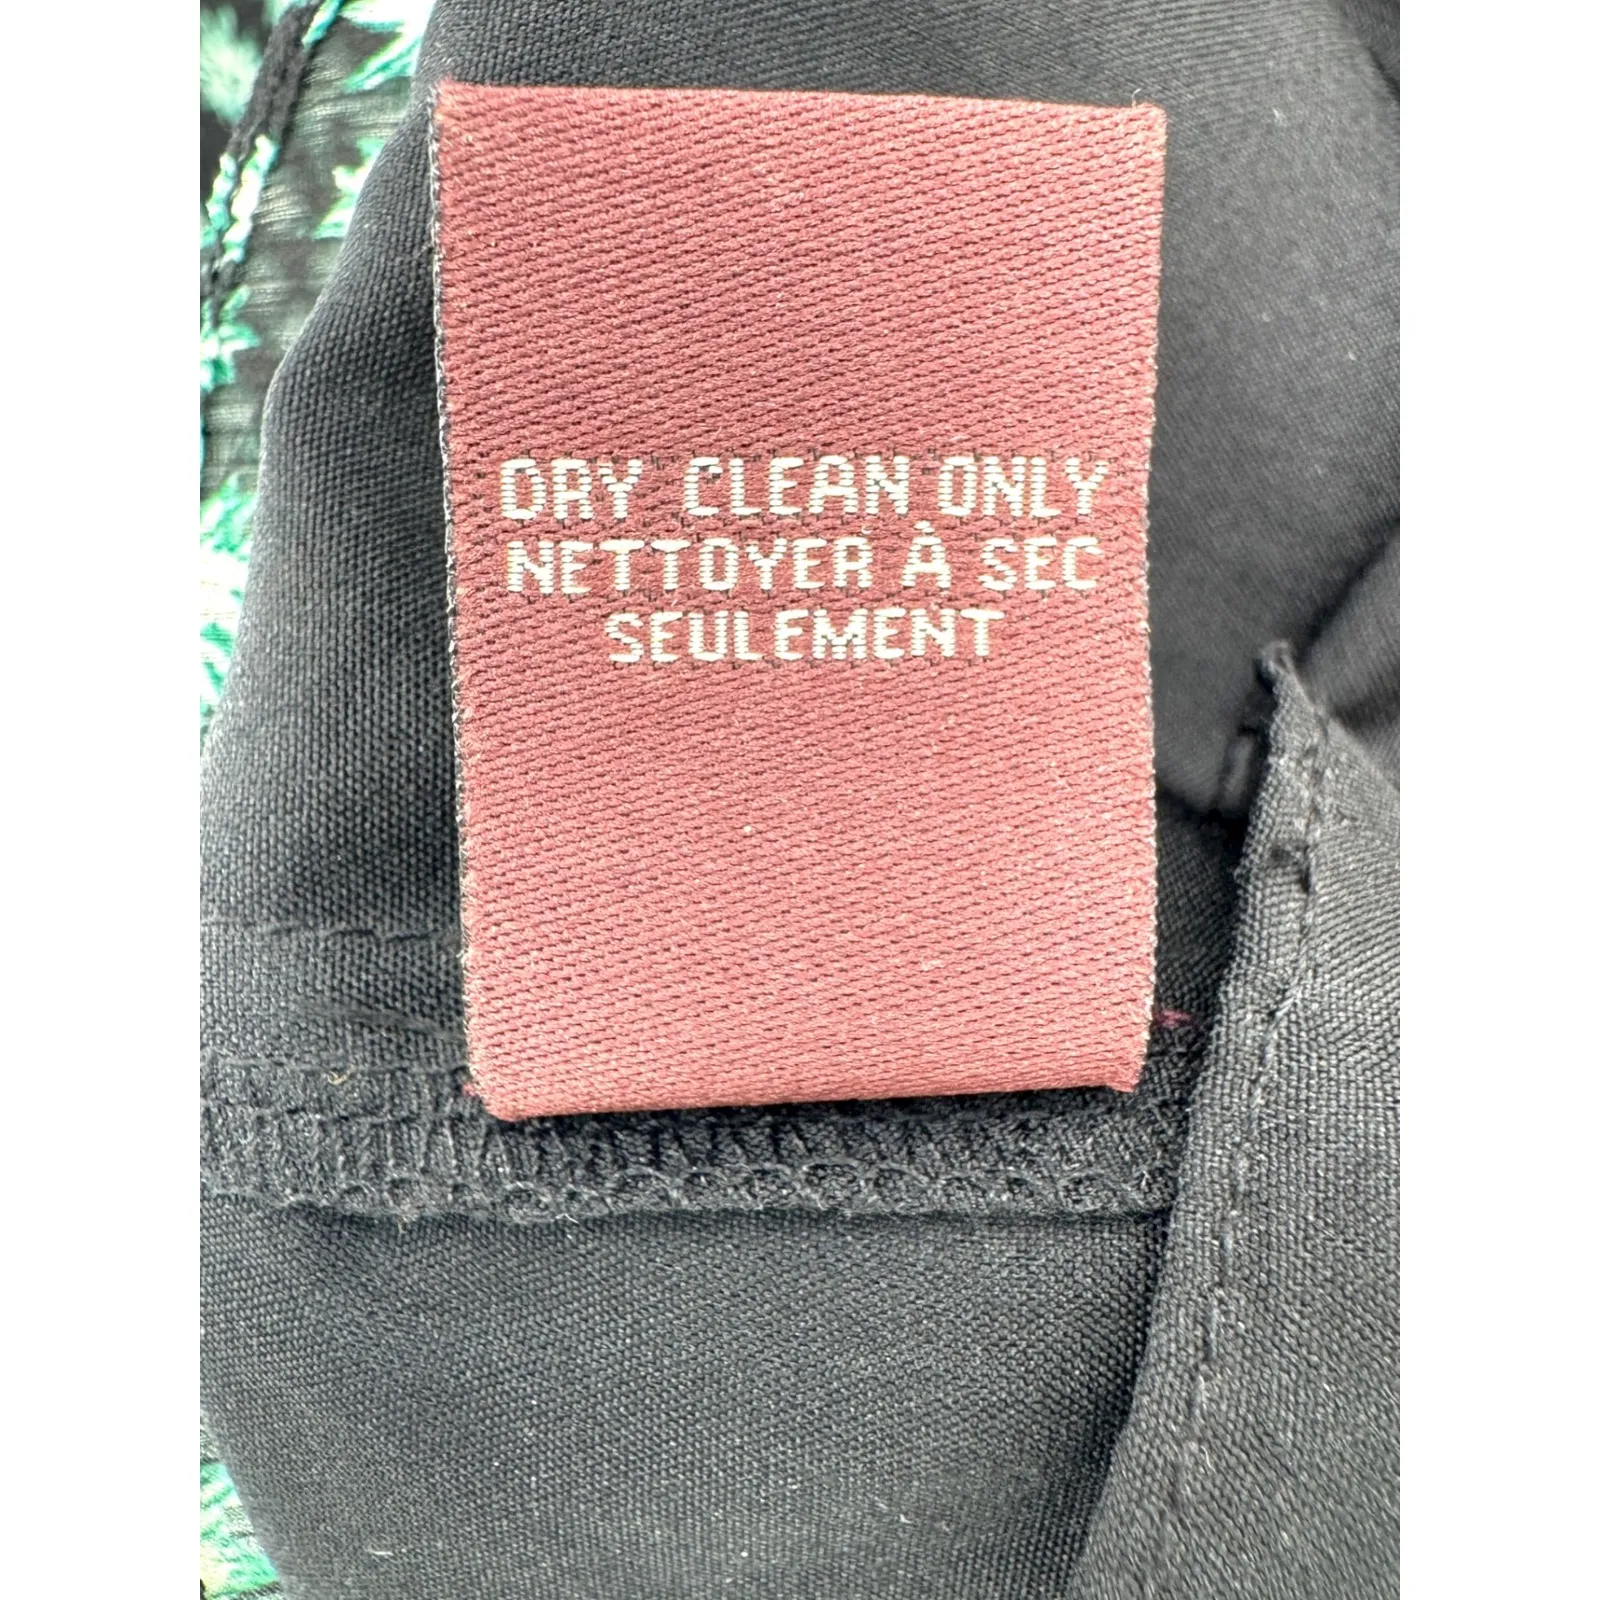 DRY CLEAN ONLY
NETTOYER À SEC
SEULEMENT